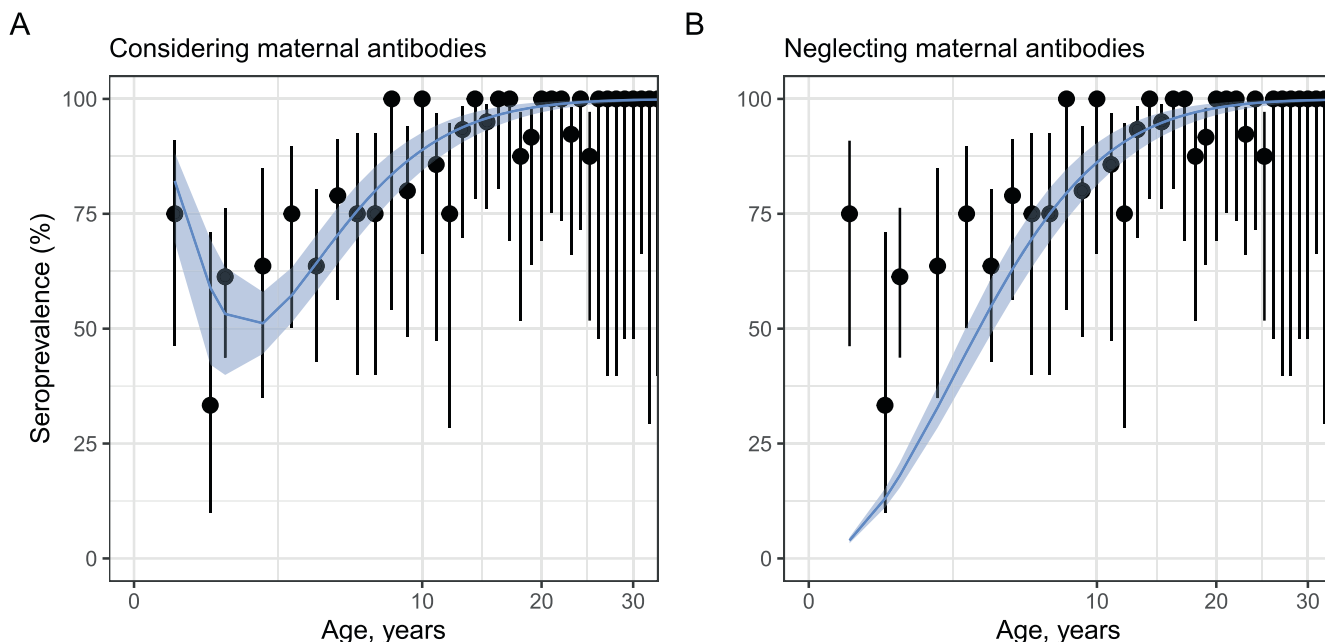 A
Considering maternal antibodies
Seroprevalence (%)
100
75
50
25
0
0 10 20 30
Age, years
B
Neglecting maternal antibodies
100
75
50
25
0
0 10 20 30
Age, years